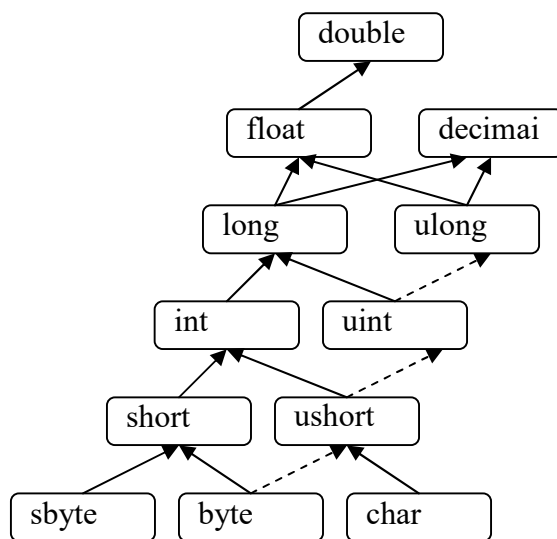 double
float
decimai
long
ulong
int
uint
short
ushort
sbyte
byte
char